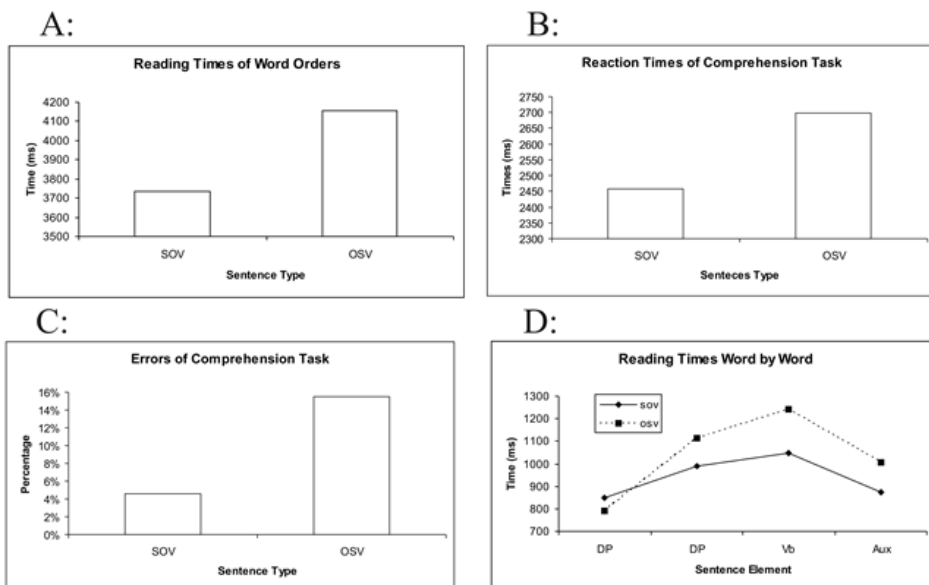 A:
Reading Times of Word Orders
4200
4100
4000
3900
3800
3700
3600
3500
Time (ms)
SOV OSV
Sentence Type
B:
Reaction Times of Comprehension Task
2750
2700
2650
2600
2550
2500
2450
2400
2350
2300
Times (ms)
SOV OSV
Senteces Type
C:
Errors of Comprehension Task
16%
14%
12%
10%
8%
6%
4%
2%
0%
Percentage
SOV OSV
Sentence Type
D:
Reading Times Word by Word
1300
1200
1100
1000
900
800
700
Time (ms)
SOV
OSV
DP DP Vb Aux
Sentence Element